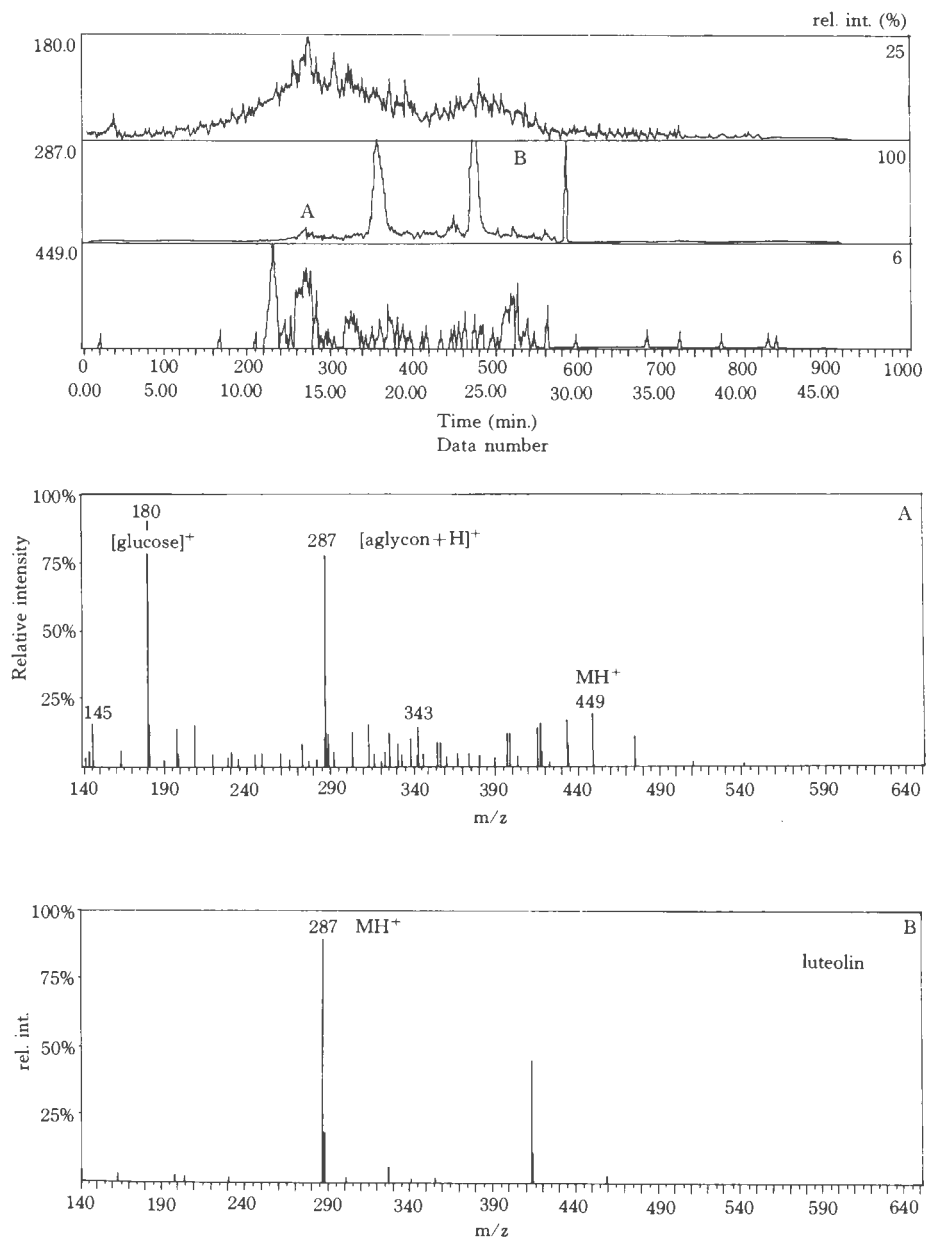 rel. int. (%)
180.0 25
287.0 B 100
A
449.0 6
0 100 200 300 400 500 600 700 800 900 1000
0.00 5.00 10.00 15.00 20.00 25.00 30.00 35.00 40.00 45.00
Time (min.)
Data number
100% A
180
[glucose]+ 287 [aglycon+H]+
75%
Relative intensity
50%
MH+
25% 449
145 343
140 190 240 290 340 390 440 490 540 590 640
m/z
100% 287 MH+ B
luteolin
75%
rel. int.
50%
25%
140 190 240 290 340 390 440 490 540 590 640
m/z